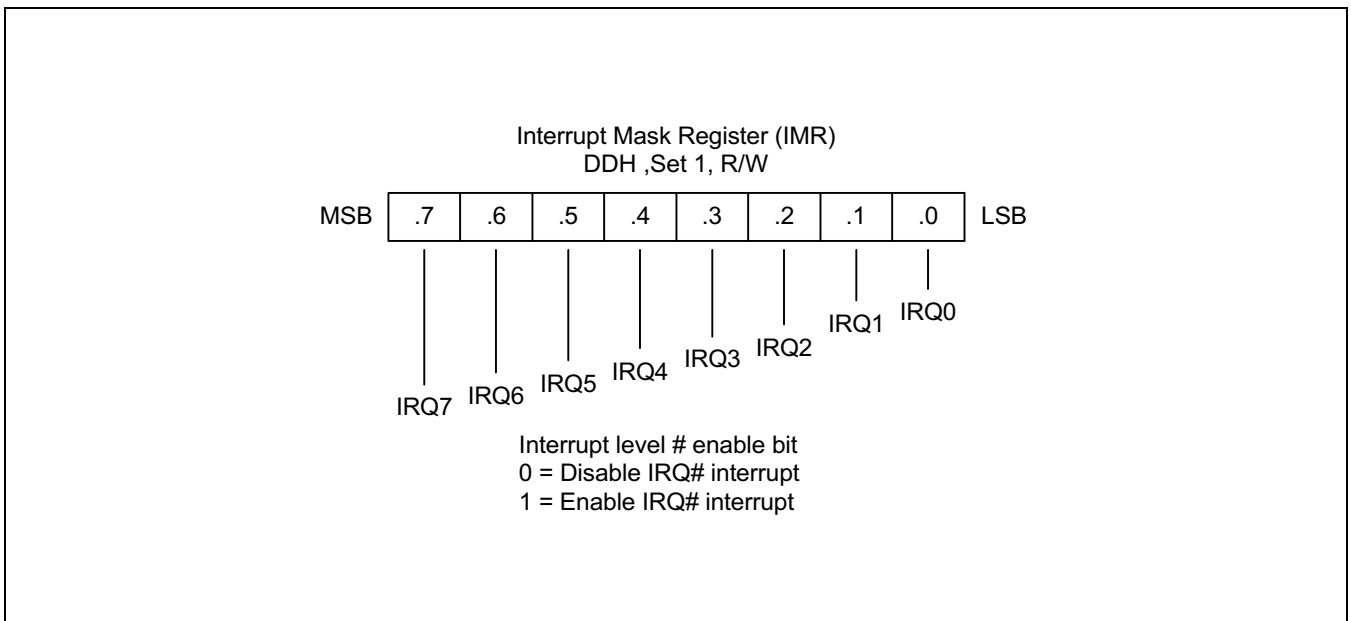 Interrupt Mask Register (IMR)
DDH ,Set 1, R/W
MSB .7 .6 .5 .4 .3 .2 .1 .0 LSB
IRQ7 IRQ6 IRQ5 IRQ4 IRQ3 IRQ2 IRQ1 IRQ0
Interrupt level # enable bit
0 = Disable IRQ# interrupt
1 = Enable IRQ# interrupt